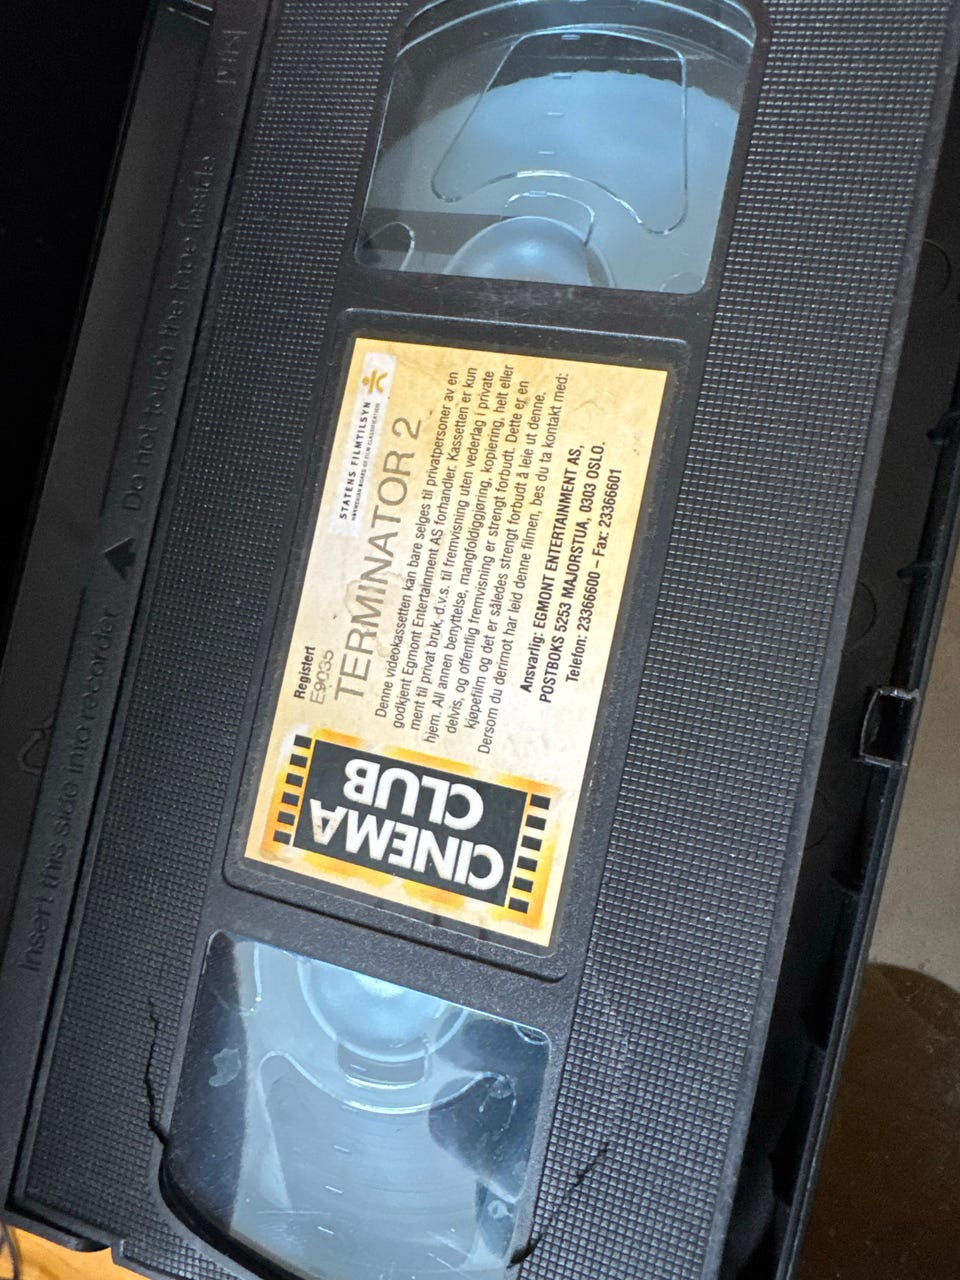 VHS
Do not touch the tape inside
Insert this side into recorder
STATENS FILMTILSYN
NORWEGIAN BOARD OF FILM CLASSIFICATION
Registert
E9035
TERMINATOR 2
Denne videokassetten kan bare selges til privatpersoner av en
godkjent Egmont Entertainment AS forhandler. Kassetten er kun
ment til privat bruk, d.v.s. til fremvisning uten vederlag i private
hjem. All annen benyttelse, mangfoldiggjøring, kopiering, helt eller
delvis, og offentlig fremvisning er strengt forbudt. Dette er en
kjøpefilm og det er således strengt forbudt å leie ut denne.
Dersom du derimot har leid denne filmen, bes du ta kontakt med:
Ansvarlig: EGMONT ENTERTAINMENT AS,
POSTBOKS 5253 MAJORSTUA, 0303 OSLO.
Telefon: 23366600 – Fax: 23366601
CINEMA
CLUB